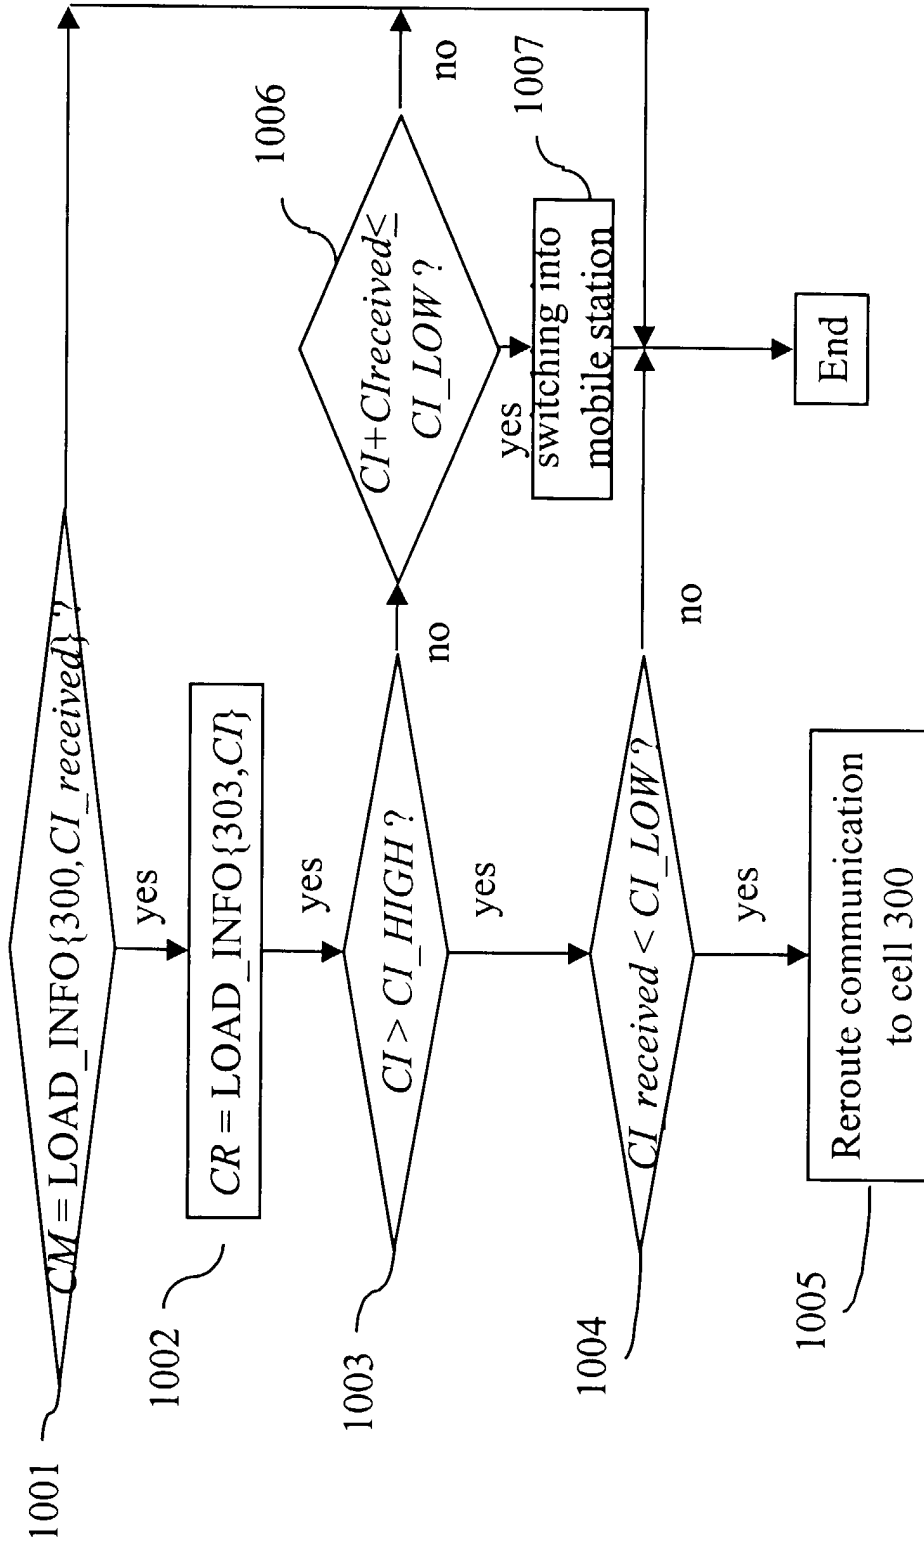 1001
CM = LOAD_INFO{300,CI_received} ?
yes
1002
CR = LOAD_INFO{303,CI}
yes
1003
CI > CI_HIGH ?
no
yes
1006
CI+CIreceived≤
CI_LOW ?
no
yes
1007
switching into
mobile station
1004
CI_received < CI_LOW ?
no
yes
1005
Reroute communication
to cell 300
End